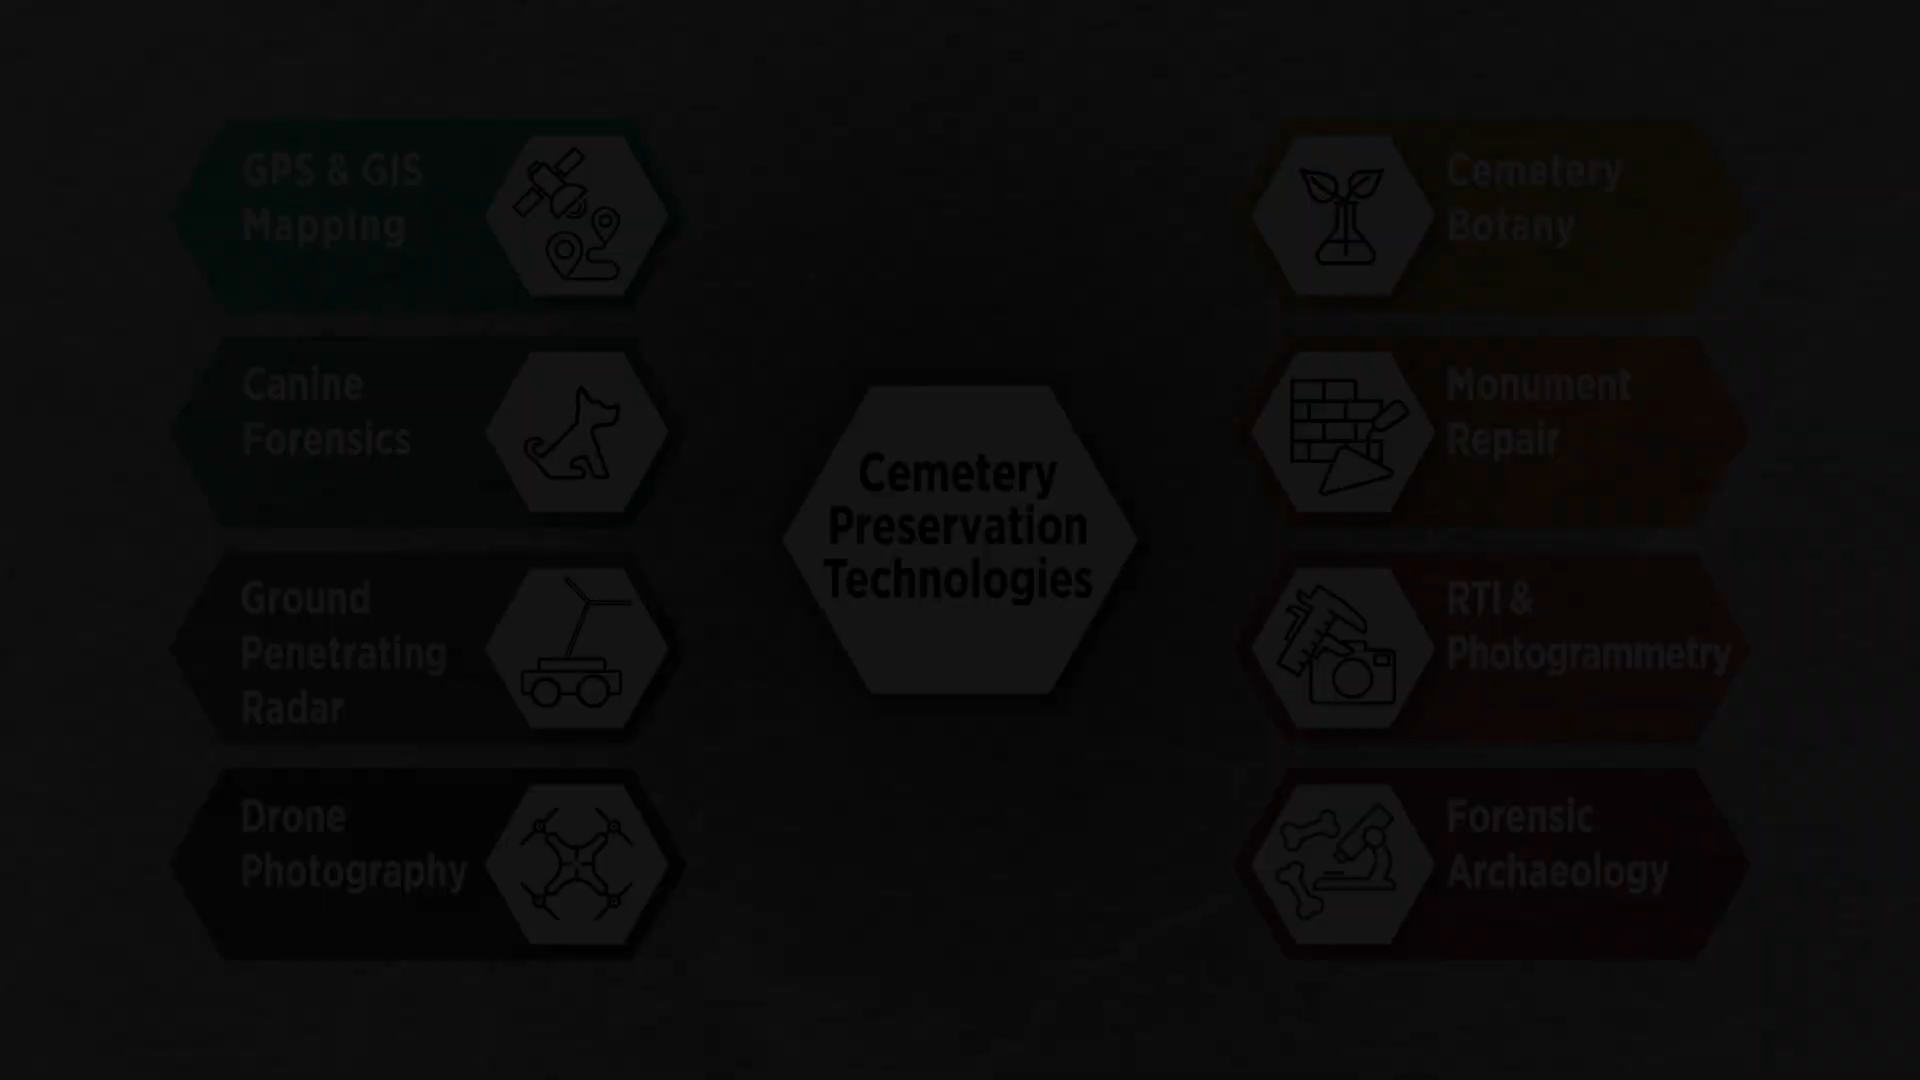 GPS & GIS
Mapping
Canine
Forensics
Ground
Penetrating
Radar
Drone
Photography
Cemetery
Preservation
Technologies
Cemetery
Botany
Monument
Repair
RTI &
Photogrammetry
Forensic
Archaeology